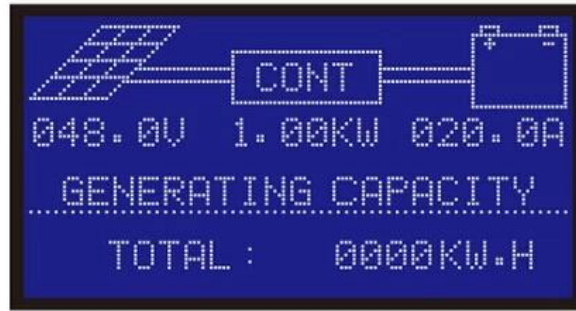 CONT
+ -
048.0V 1.00KW 020.0A
GENERATING CAPACITY
TOTAL: 0000KW.H